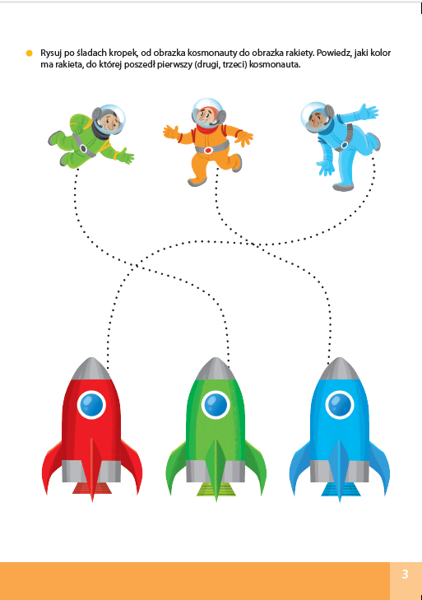 Rysuj po śladach kropek, od obrazka kosmonauty do obrazka rakiety. Powiedz, jaki kolor
ma rakieta, do której poszedł pierwszy (drugi, trzeci) kosmonauta.
3